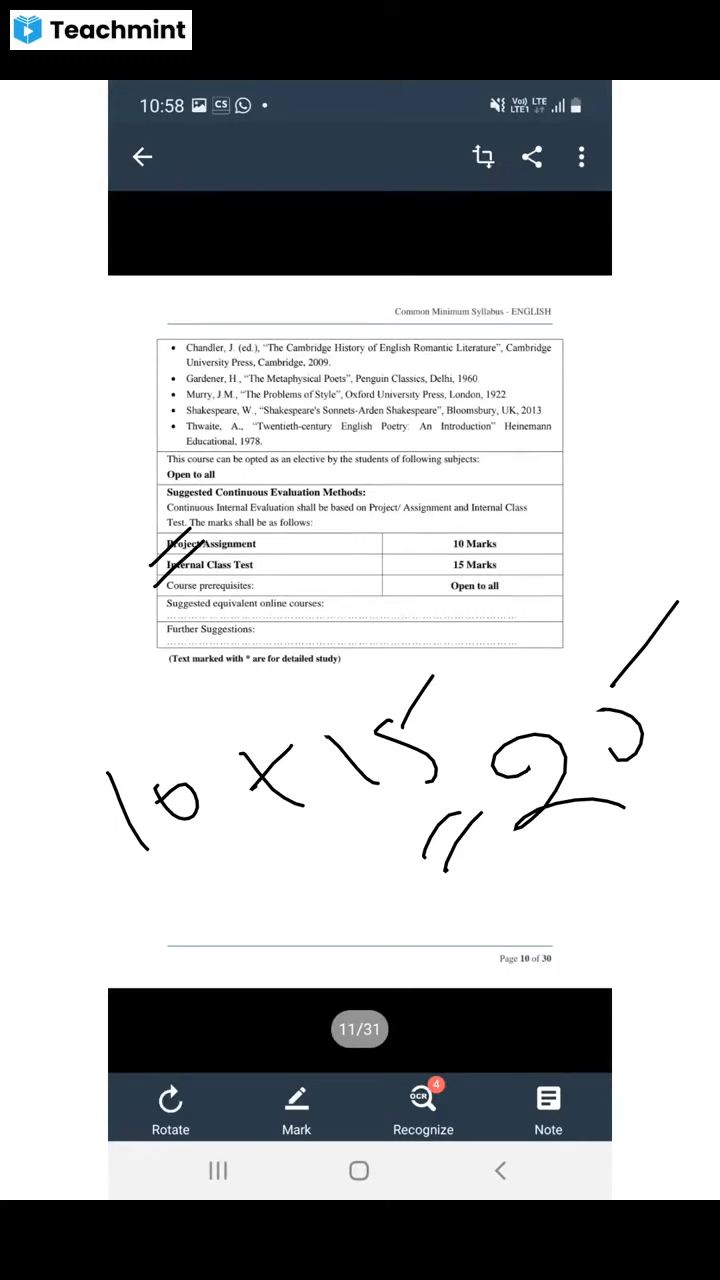 Teachmint
10:58 CS Vo) LTE LTE1
Common Minimum Syllabus - ENGLISH
• Chandler, J. (ed.), “The Cambridge History of English Romantic Literature”, Cambridge
University Press, Cambridge, 2009.
• Gardener, H., “The Metaphysical Poets”, Penguin Classics, Delhi, 1960.
• Murry, J.M., “The Problems of Style”, Oxford University Press, London, 1922.
• Shakespeare, W., “Shakespeare's Sonnets-Arden Shakespeare”, Bloomsbury, UK, 2013.
• Thwaite, A., “Twentieth-century English Poetry: An Introduction” Heinemann
Educational, 1978.
This course can be opted as an elective by the students of following subjects:
Open to all
Suggested Continuous Evaluation Methods:
Continuous Internal Evaluation shall be based on Project/ Assignment and Internal Class
Test. The marks shall be as follows:
Project/Assignment 10 Marks
Internal Class Test 15 Marks
Course prerequisites: Open to all
Suggested equivalent online courses:
Further Suggestions:
(Text marked with * are for detailed study)
10 x 15
= 25
Page 10 of 30
11/31
OCR 4
Rotate Mark Recognize Note